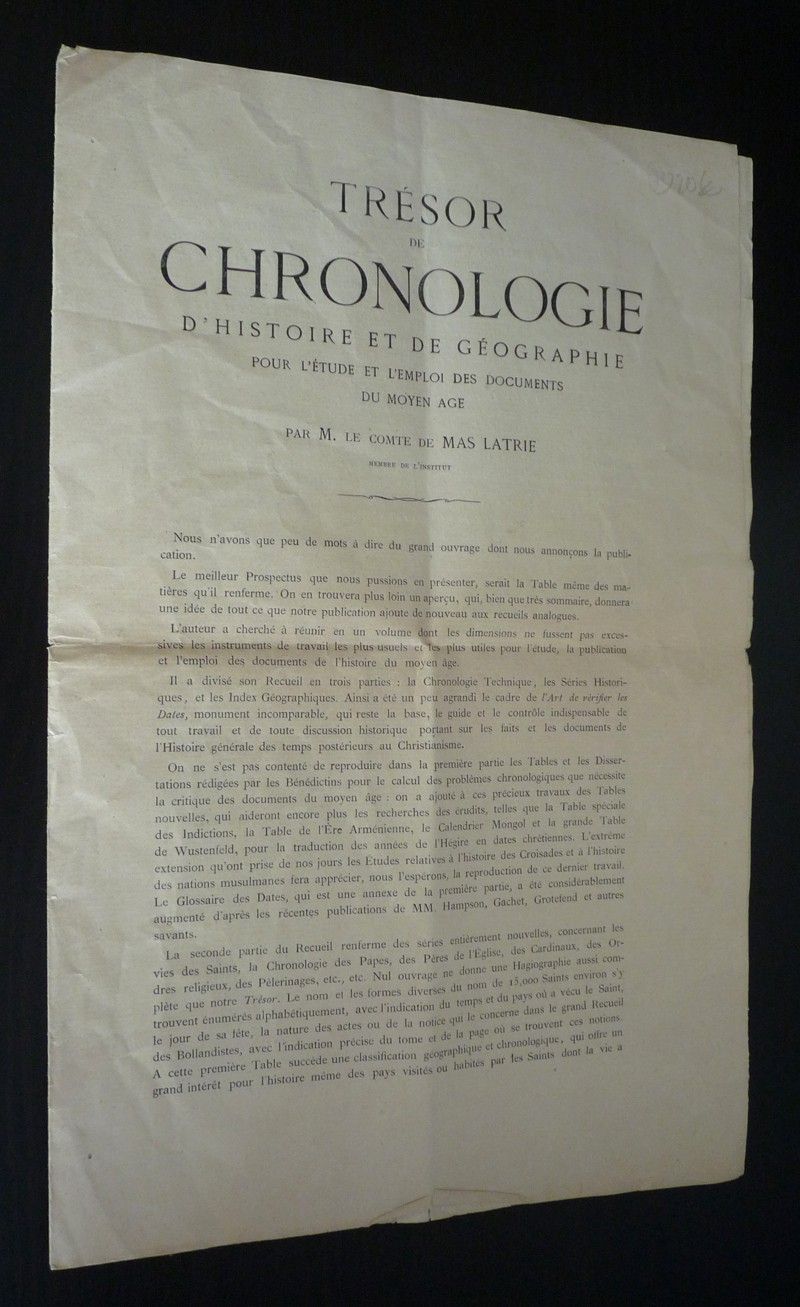 TRÉSOR
DE
CHRONOLOGIE
D'HISTOIRE ET DE GÉOGRAPHIE
POUR L'ÉTUDE ET L'EMPLOI DES DOCUMENTS
DU MOYEN AGE
PAR M. LE COMTE DE MAS LATRIE
MEMBRE DE L'INSTITUT
Nous n'avons que peu de mots à dire du grand ouvrage dont nous annonçons la publi-
cation.
Le meilleur Prospectus que nous pussions en présenter, serait la Table même des ma-
tières qu'il renferme. On en trouvera plus loin un aperçu, qui, bien que très sommaire, donnera
une idée de tout ce que notre publication ajoute de nouveau aux recueils analogues.
L'auteur a cherché à réunir en un volume dont les dimensions ne fussent pas exces-
sives les instruments de travail les plus usuels et les plus utiles pour l'étude, la publication
et l'emploi des documents de l'histoire du moyen âge.
Il a divisé son Recueil en trois parties : la Chronologie Technique, les Séries Histori-
ques, et les Index Géographiques. Ainsi a été un peu agrandi le cadre de l'Art de vérifier les
Dates, monument incomparable, qui reste la base, le guide et le contrôle indispensable de
tout travail et de toute discussion historique portant sur les faits et les documents de
l'Histoire générale des temps postérieurs au Christianisme.
On ne s'est pas contenté de reproduire dans la première partie les Tables et les Disser-
tations rédigées par les Bénédictins pour le calcul des problèmes chronologiques que nécessite
la critique des documents du moyen âge : on a ajouté à ces précieux travaux des Tables
nouvelles, qui aideront encore plus les recherches des érudits, telles que la Table spéciale
des Indictions, la Table de l'Ère Arménienne, le Calendrier Mongol et la grande Table
de Wustenfeld, pour la traduction des années de l'Hégire en dates chrétiennes. L'extrême
extension qu'ont prise de nos jours les Etudes relatives à l'histoire des Croisades et à l'histoire
des nations musulmanes fera apprécier, nous l'espérons, la reproduction de ce dernier travail.
Le Glossaire des Dates, qui est une annexe de la première partie, a été considérablement
augmenté d'après les récentes publications de MM. Hampson, Gachet, Grotefend et autres
savants.
La seconde partie du Recueil renferme des séries entièrement nouvelles, concernant les
vies des Saints, la Chronologie des Papes, des Pères de l'Église, des Cardinaux, des Or-
dres religieux, des Pèlerinages, etc., etc. Nul ouvrage ne donne une Hagiographie aussi com-
plète que notre Trésor. Le nom et les formes diverses du nom de 15,000 Saints environ s'y
trouvent énumérés alphabétiquement, avec l'indication du temps et du pays où a vécu le Saint,
le jour de sa fête, la nature des actes ou de la notice qui le concerne dans le grand Recueil
des Bollandistes, avec l'indication précise du tome et de la page où se trouvent ces notions.
A cette première Table succède une classification géographique et chronologique, qui offre un
grand intérêt pour l'histoire même des pays visités ou habités par les Saints dont la vie a